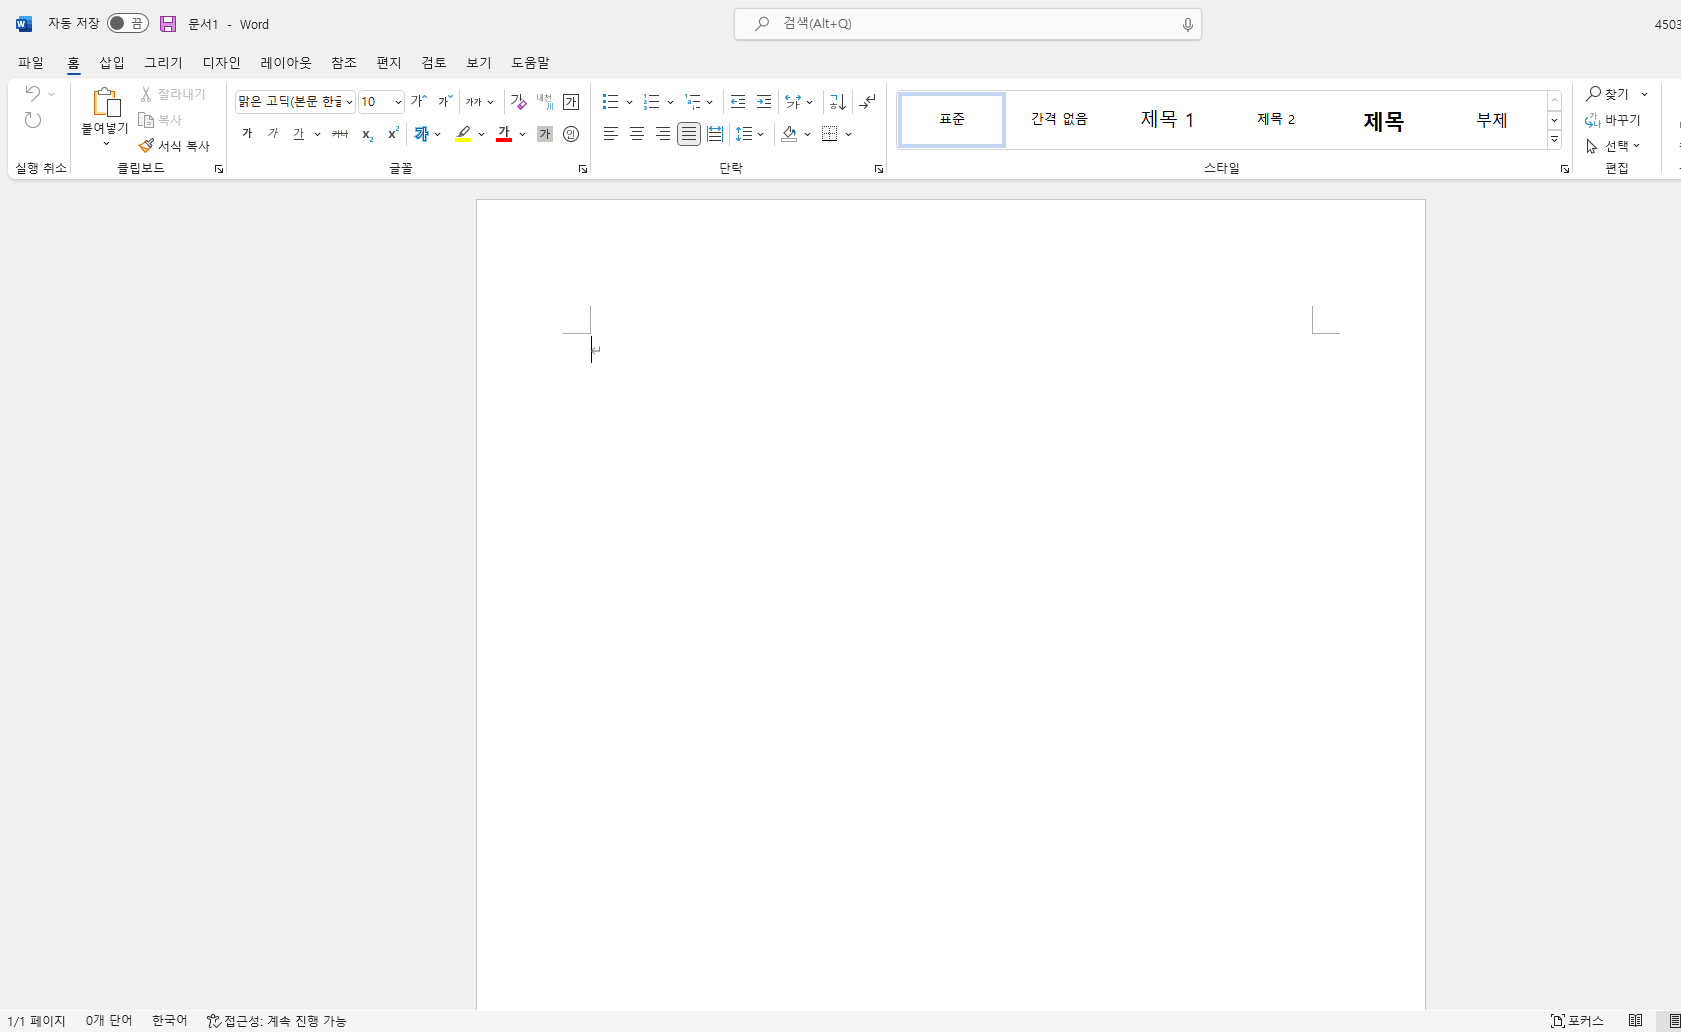 자동 저장 끔 문서1 - Word 검색(Alt+Q) 4503
파일 홈 삽입 그리기 디자인 레이아웃 참조 편지 검토 보기 도움말
붙여넣기 잘라내기 복사 서식 복사
맑은 고딕(본문 한글 10
표준 간격 없음 제목 1 제목 2 제목 부제
찾기
바꾸기
선택
실행 취소 클립보드 글꼴 단락 스타일 편집
1/1 페이지 0개 단어 한국어 접근성: 계속 진행 가능 포커스